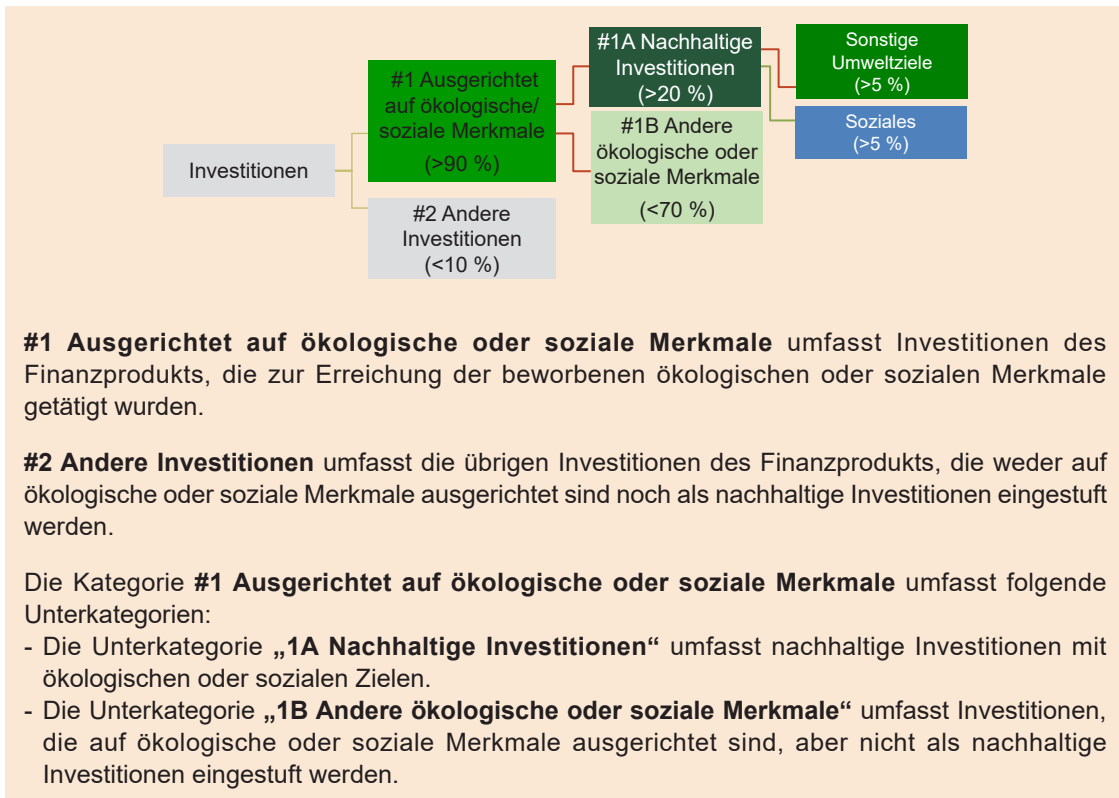 Investitionen
#1 Ausgerichtet
auf ökologische/
soziale Merkmale
(>90 %)
#2 Andere
Investitionen
(<10 %)
#1A Nachhaltige
Investitionen
(>20 %)
#1B Andere
ökologische oder
soziale Merkmale
(<70 %)
Sonstige
Umweltziele
(>5 %)
Soziales
(>5 %)
#1 Ausgerichtet auf ökologische oder soziale Merkmale umfasst Investitionen des
Finanzprodukts, die zur Erreichung der beworbenen ökologischen oder sozialen Merkmale
getätigt wurden.
#2 Andere Investitionen umfasst die übrigen Investitionen des Finanzprodukts, die weder auf
ökologische oder soziale Merkmale ausgerichtet sind noch als nachhaltige Investitionen eingestuft
werden.
Die Kategorie #1 Ausgerichtet auf ökologische oder soziale Merkmale umfasst folgende
Unterkategorien:
- Die Unterkategorie „1A Nachhaltige Investitionen“ umfasst nachhaltige Investitionen mit
ökologischen oder sozialen Zielen.
- Die Unterkategorie „1B Andere ökologische oder soziale Merkmale“ umfasst Investitionen,
die auf ökologische oder soziale Merkmale ausgerichtet sind, aber nicht als nachhaltige
Investitionen eingestuft werden.